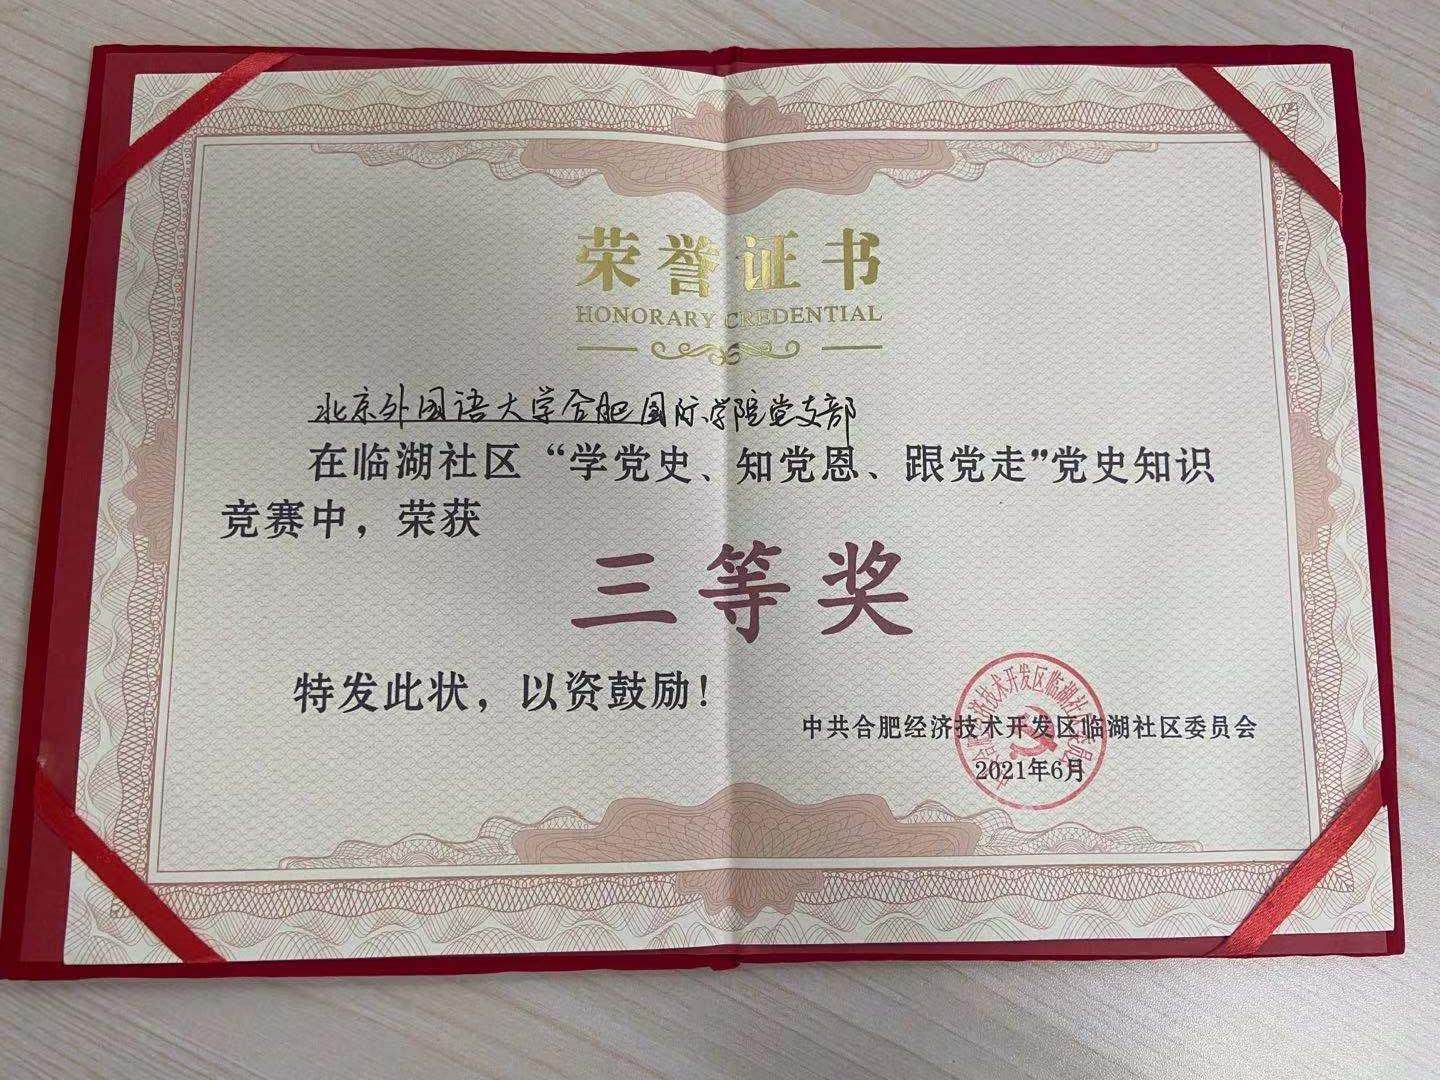 荣誉证书
HONORARY CREDENTIAL
北京外国语大学合肥国际学院党支部
在临湖社区“学党史、知党恩、跟党走”党史知识
竞赛中，荣获
三等奖
特发此状，以资鼓励！
中共合肥经济技术开发区临湖社区委员会
2021年6月